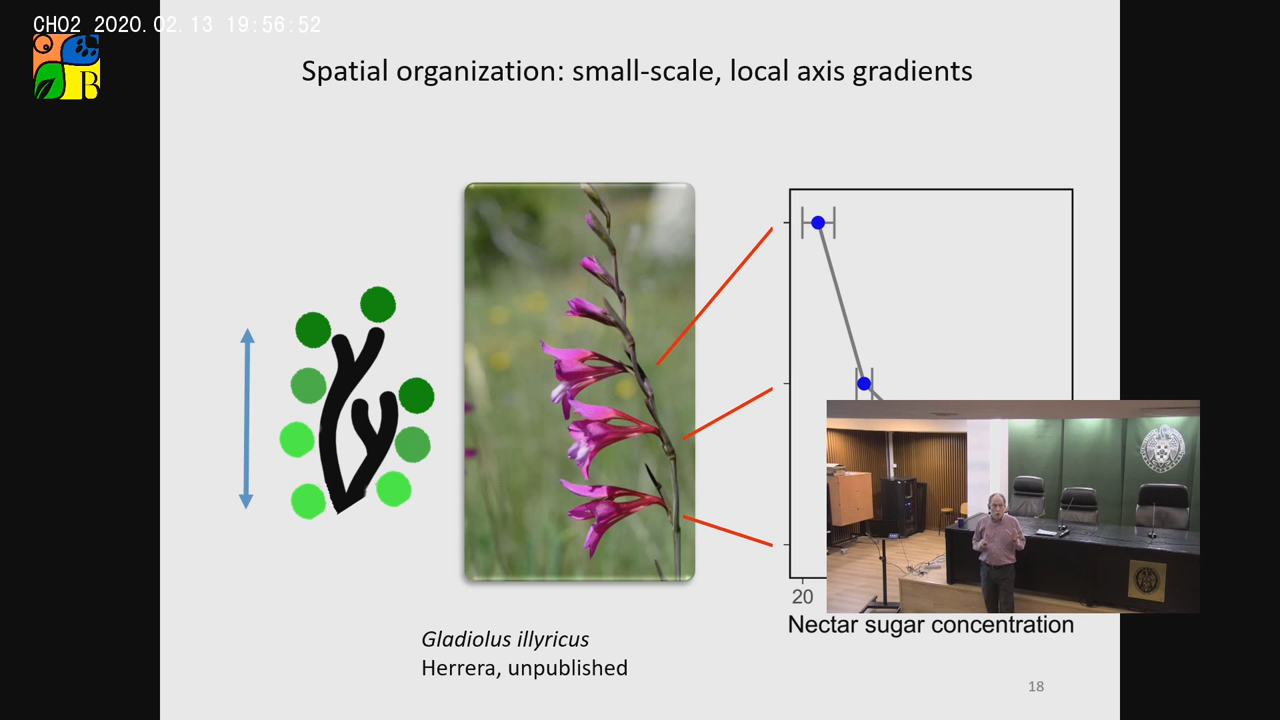 CH02 2020.02.13 19:56:52
B
Spatial organization: small-scale, local axis gradients
20
Nectar sugar concentration
Gladiolus illyricus
Herrera, unpublished
18